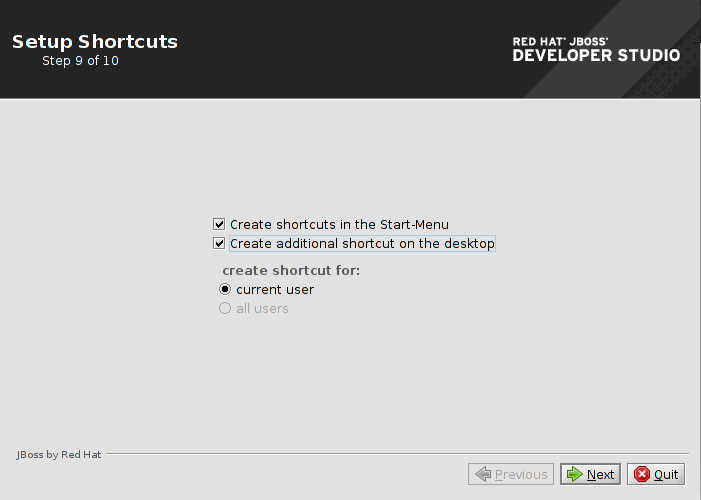 Setup Shortcuts
Step 9 of 10
RED HAT® JBOSS®
DEVELOPER STUDIO
Create shortcuts in the Start-Menu
Create additional shortcut on the desktop
create shortcut for:
current user
all users
JBoss by Red Hat
Previous
Next
Quit